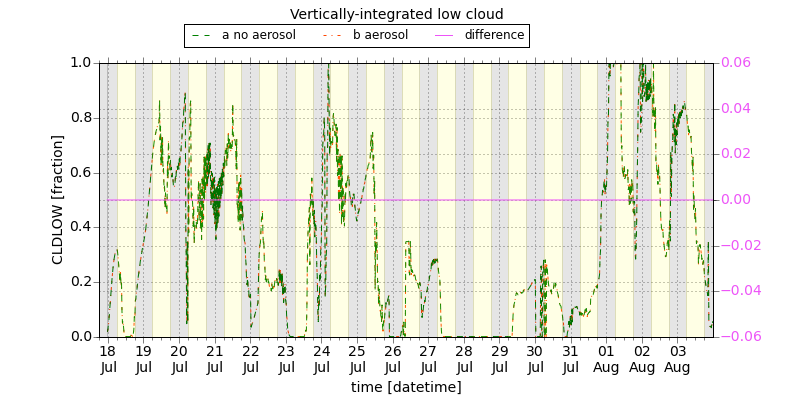 Vertically-integrated low cloud
a no aerosol b aerosol difference
1.0 0.06
0.8 0.04
0.02
0.6
0.00
0.4
−0.02
0.2
−0.04
0.0 −0.06
CLDLOW [fraction]
18 19 20 21 22 23 24 25 26 27 28 29 30 31 01 02 03
Jul Jul Jul Jul Jul Jul Jul Jul Jul Jul Jul Jul Jul Jul Aug Aug Aug
time [datetime]